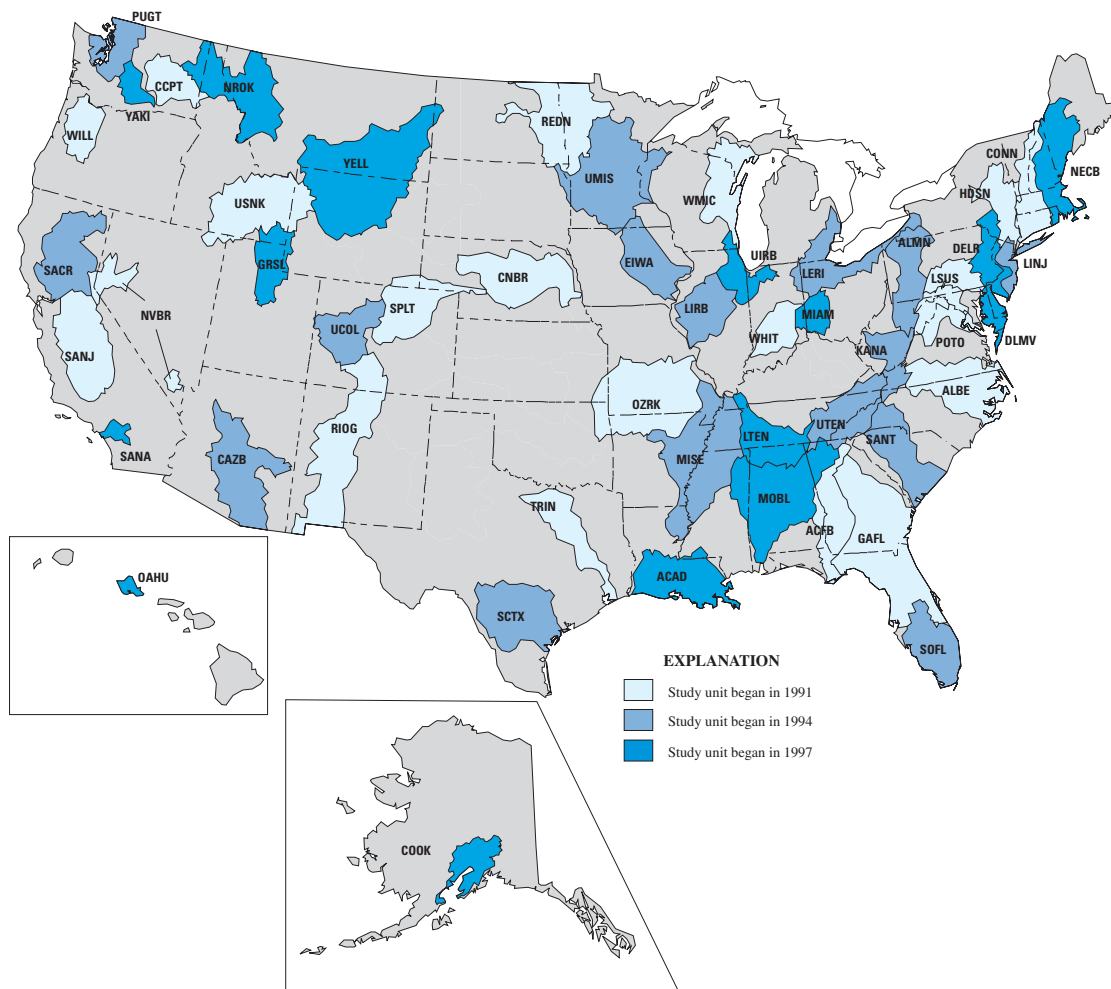 PUGT
CCPT
NROK
YAKI
WILL
REDN
CONN
YELL
NECB
UMIS
HDSN
USNK
WMIC
ALMN
DELR
SACR
GRSL
CNBR
EIWA
UIRB
LERI
LINJ
LSUS
NVBR
UCOL
SPLT
LIRB
MIAM
WHIT
POTO
DLMV
SANJ
KANA
OZRK
ALBE
RIOG
UTEN
LTEN
SANT
SANA
CAZB
MISE
MOBL
TRIN
ACFB
GAFL
OAHU
ACAD
SCTX
SOFL
EXPLANATION
Study unit began in 1991
Study unit began in 1994
Study unit began in 1997
COOK